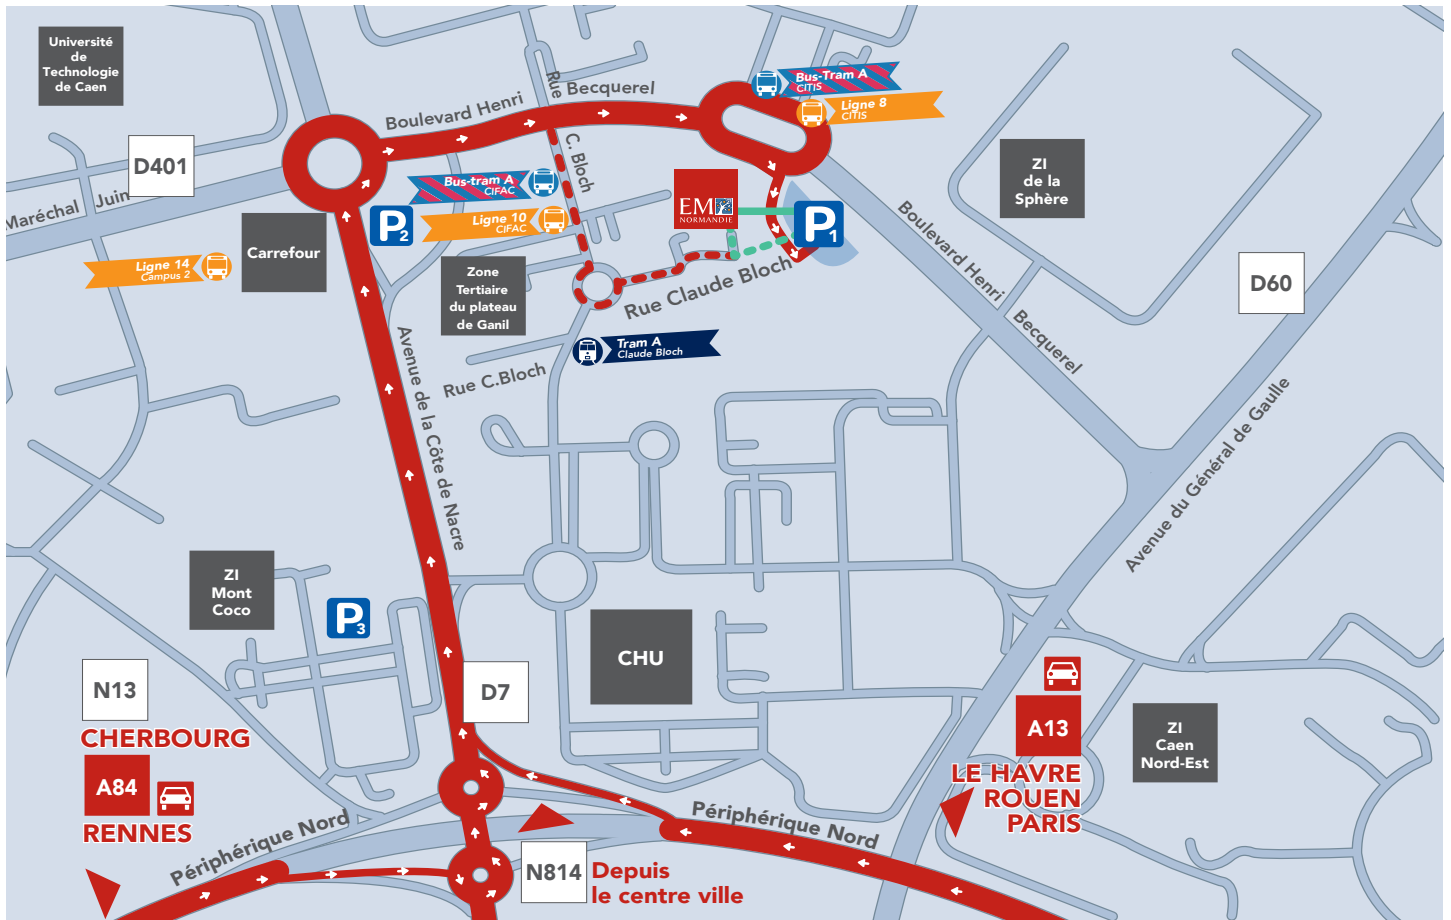 Université
de
Technologie
de Caen
Rue
Becquerel
Bus-Tram A
CITIS
Ligne 8
CITIS
Boulevard Henri
C. Bloch
D401
ZI
de la
Sphère
Maréchal Juin
Bus-tram A
CIFAC
EM
NORMANDIE
P1
P2
Ligne 10
CIFAC
Boulevard Henri
Becquerel
Carrefour
Ligne 14
Campus 2
Zone
Tertiaire
du plateau
de Ganil
Rue Claude Bloch
D60
Tram A
Claude Bloch
Rue C.Bloch
Avenue de la Côte de Nacre
Avenue du Général de Gaulle
ZI
Mont
Coco
P3
CHU
N13
CHERBOURG
A84
RENNES
D7
A13
LE HAVRE
ROUEN
PARIS
ZI
Caen
Nord-Est
Périphérique Nord
Périphérique Nord
N814
Depuis
le centre ville